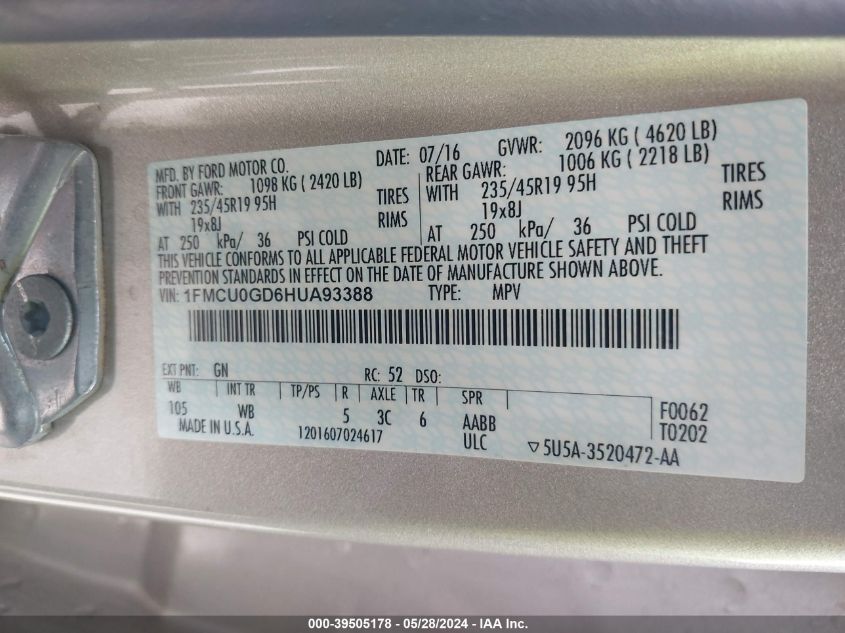 MFD. BY FORD MOTOR CO. DATE: 07/16 GVWR: 2096 KG ( 4620 LB)
FRONT GAWR: 1098 KG ( 2420 LB) REAR GAWR: 1006 KG ( 2218 LB)
WITH 235/45R19 95H TIRES WITH 235/45R19 95H TIRES
19x8J RIMS 19x8J RIMS
AT 250 kPa/ 36 PSI COLD AT 250 kPa/ 36 PSI COLD
THIS VEHICLE CONFORMS TO ALL APPLICABLE FEDERAL MOTOR VEHICLE SAFETY AND THEFT
PREVENTION STANDARDS IN EFFECT ON THE DATE OF MANUFACTURE SHOWN ABOVE.
VIN: 1FMCU0GD6HUA93388 TYPE: MPV
EXT PNT: GN RC: 52 DSO:
WB INT TR TP/PS R AXLE TR SPR
105 WB 5 3C 6 AABB F0062
MADE IN U.S.A. 1201607024617 ULC T0202
▽5U5A-3520472-AA
000-39505178 - 05/28/2024 - IAA Inc.